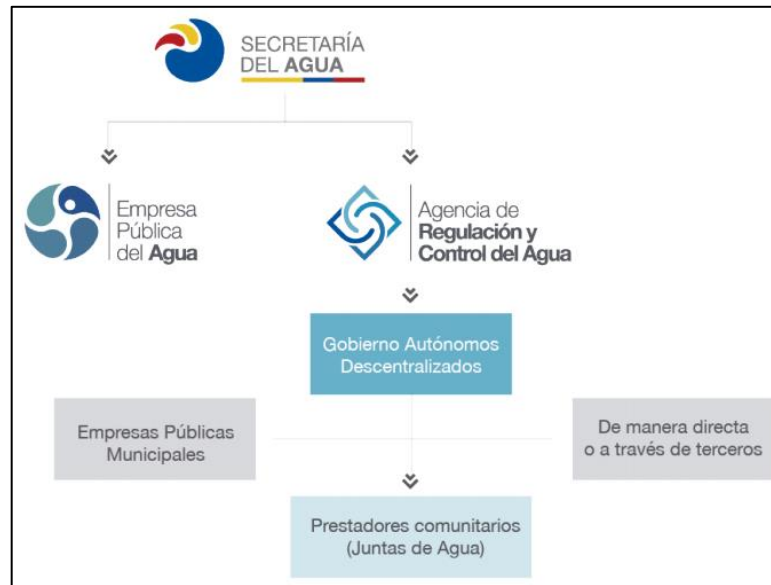 SECRETARÍA
DEL AGUA
Empresa
Pública
del Agua
Agencia de
Regulación y
Control del Agua
Gobierno Autónomos
Descentralizados
Empresas Públicas
Municipales
De manera directa
o a través de terceros
Prestadores comunitarios
(Juntas de Agua)